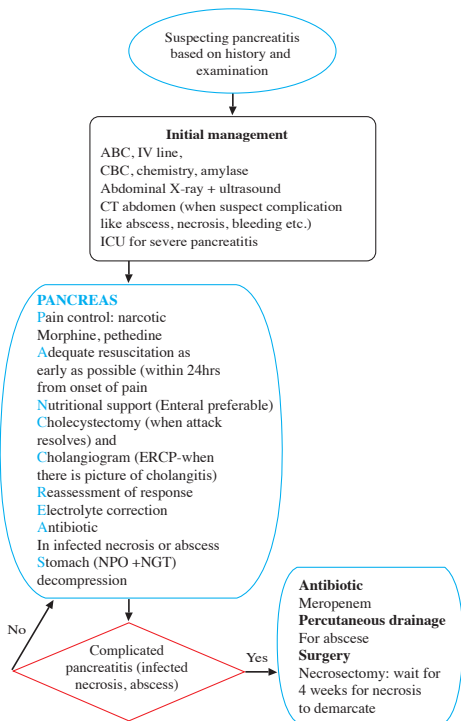 Suspecting pancreatitis
based on history and
examination
Initial management
ABC, IV line,
CBC, chemistry, amylase
Abdominal X-ray + ultrasound
CT abdomen (when suspect complication
like abscess, necrosis, bleeding etc.)
ICU for severe pancreatitis
PANCREAS
Pain control: narcotic
Morphine, pethedine
Adequate resuscitation as
early as possible (within 24hrs
from onset of pain
Nutritional support (Enteral preferable)
Cholecystectomy (when attack
resolves) and
Cholangiogram (ERCP-when
there is picture of cholangitis)
Reassessment of response
Electrolyte correction
Antibiotic
In infected necrosis or abscess
Stomach (NPO +NGT)
decompression
No
Complicated
pancreatitis (infected
necrosis, abscess)
Yes
Antibiotic
Meropenem
Percutaneous drainage
For abscese
Surgery
Necrosectomy: wait for
4 weeks for necrosis
to demarcate